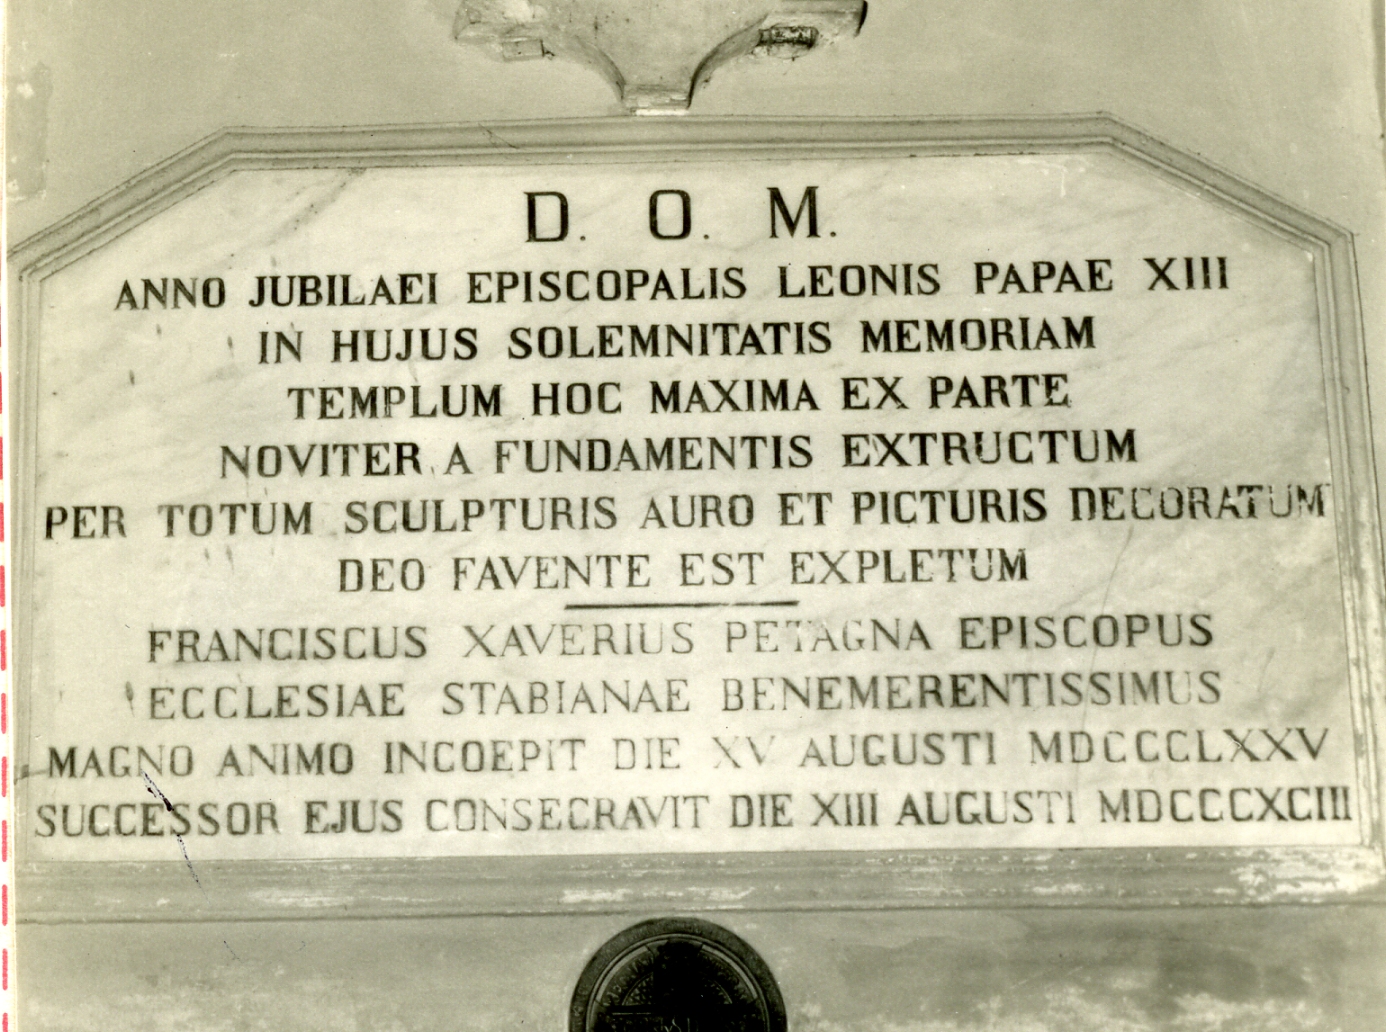 D. O. M.
ANNO JUBILAEI EPISCOPALIS LEONIS PAPAE XIII
IN HUJUS SOLEMNITATIS MEMORIAM
TEMPLUM HOC MAXIMA EX PARTE
NOVITER A FUNDAMENTIS EXTRUCTUM
PER TOTUM SCULPTURIS AURO ET PICTURIS DECORATUM
DEO FAVENTE EST EXPLETUM
FRANCISCUS XAVERIUS PETAGNA EPISCOPUS
ECCLESIAE STABIANAE BENEMERENTISSIMUS
MAGNO ANIMO INCOEPIT DIE XV AUGUSTI MDCCCLXXV
SUCCESSOR EJUS CONSECRAVIT DIE XIII AUGUSTI MDCCCXCIII